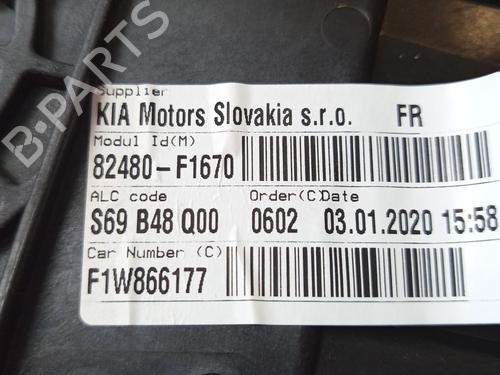 B-PARTS
Supplier
KIA Motors Slovakia s.r.o. FR
Modul Id(M)
82480-F1670
ALC code Order(C)Date
S69 B48 Q00 0602 03.01.2020 15:58
Car Number (C)
F1W866177